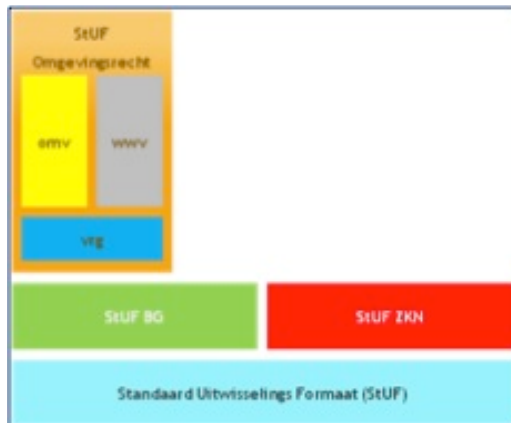 StUF
Omgevingsrecht
omv
wwv
vrg
StUF BG
StUF ZKN
Standaard Uitwisselings Formaat (StUF)